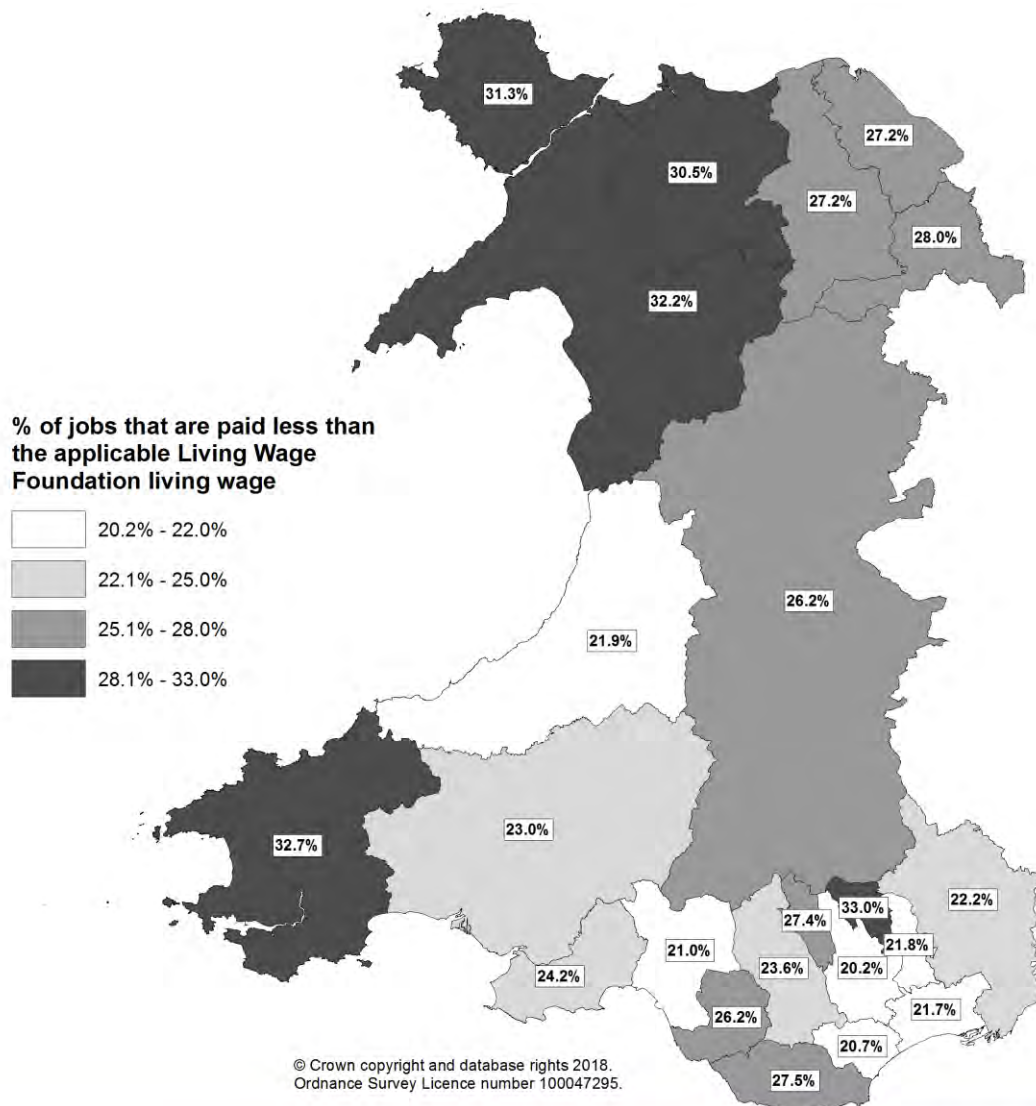 31.3%
27.2%
30.5%
27.2%
28.0%
32.2%
% of jobs that are paid less than
the applicable Living Wage
Foundation living wage
20.2% - 22.0%
22.1% - 25.0%
25.1% - 28.0%
28.1% - 33.0%
26.2%
21.9%
23.0%
32.7%
22.2%
33.0%
27.4%
21.8%
21.0%
23.6%
20.2%
24.2%
21.7%
26.2%
20.7%
27.5%
© Crown copyright and database rights 2018.
Ordnance Survey Licence number 100047295.